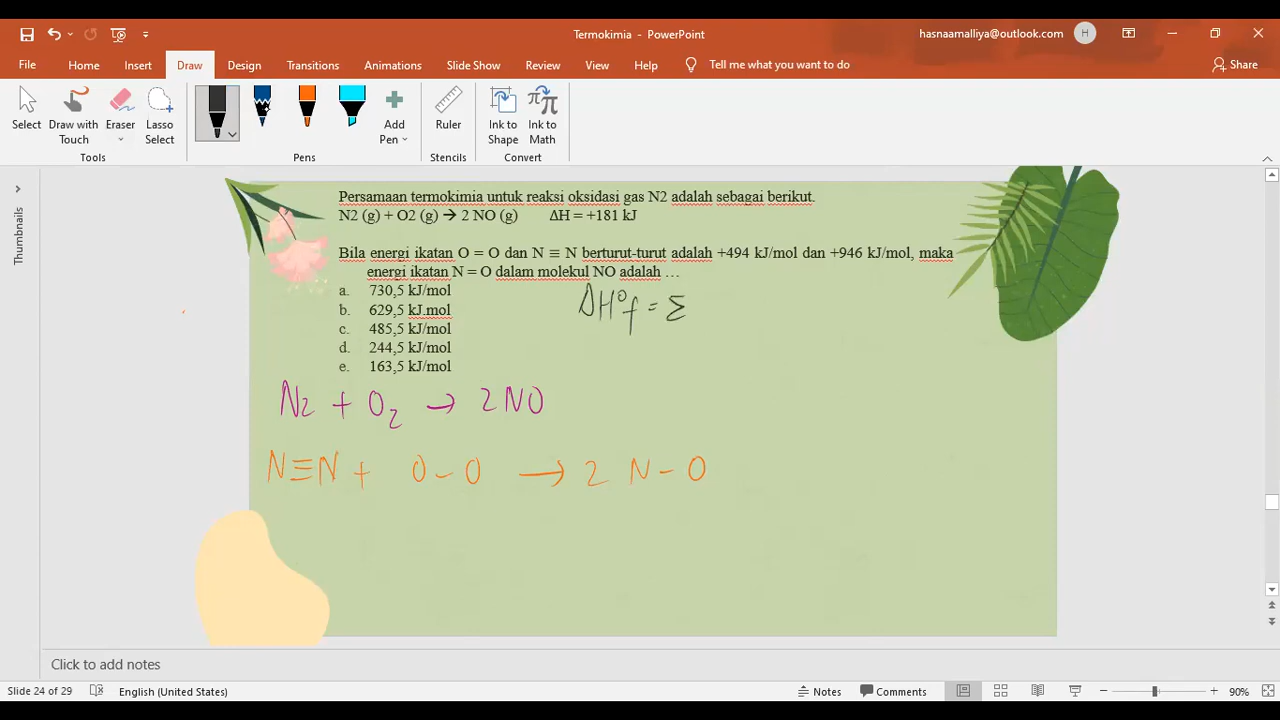 Termokimia - PowerPoint
hasnaamalliya@outlook.com H
File Home Insert Draw Design Transitions Animations Slide Show Review View Help Tell me what you want to do Share
Select Draw with Touch Eraser Lasso Select Add Pen Ruler Ink to Shape Ink to Math
Tools Pens Stencils Convert
Thumbnails
Persamaan termokimia untuk reaksi oksidasi gas N2 adalah sebagai berikut.
N2 (g) + O2 (g) → 2 NO (g) ΔH = +181 kJ
Bila energi ikatan O = O dan N ≡ N berturut-turut adalah +494 kJ/mol dan +946 kJ/mol, maka
energi ikatan N = O dalam molekul NO adalah …
a. 730,5 kJ/mol
b. 629,5 kJ.mol
c. 485,5 kJ/mol
d. 244,5 kJ/mol
e. 163,5 kJ/mol
ΔH°f = Σ
N2 + O2 → 2 NO
N≡N + O-O → 2 N-O
Click to add notes
Slide 24 of 29 English (United States) Notes Comments 90%